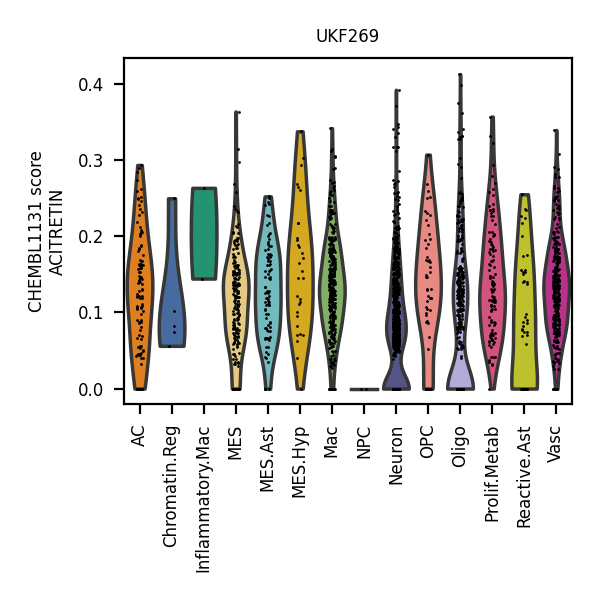 UKF269
CHEMBL1131 score
ACITRETIN
0.4
0.3
0.2
0.1
0.0
AC
Chromatin.Reg
Inflammatory.Mac
MES
MES.Ast
MES.Hyp
Mac
NPC
Neuron
OPC
Oligo
Prolif.Metab
Reactive.Ast
Vasc